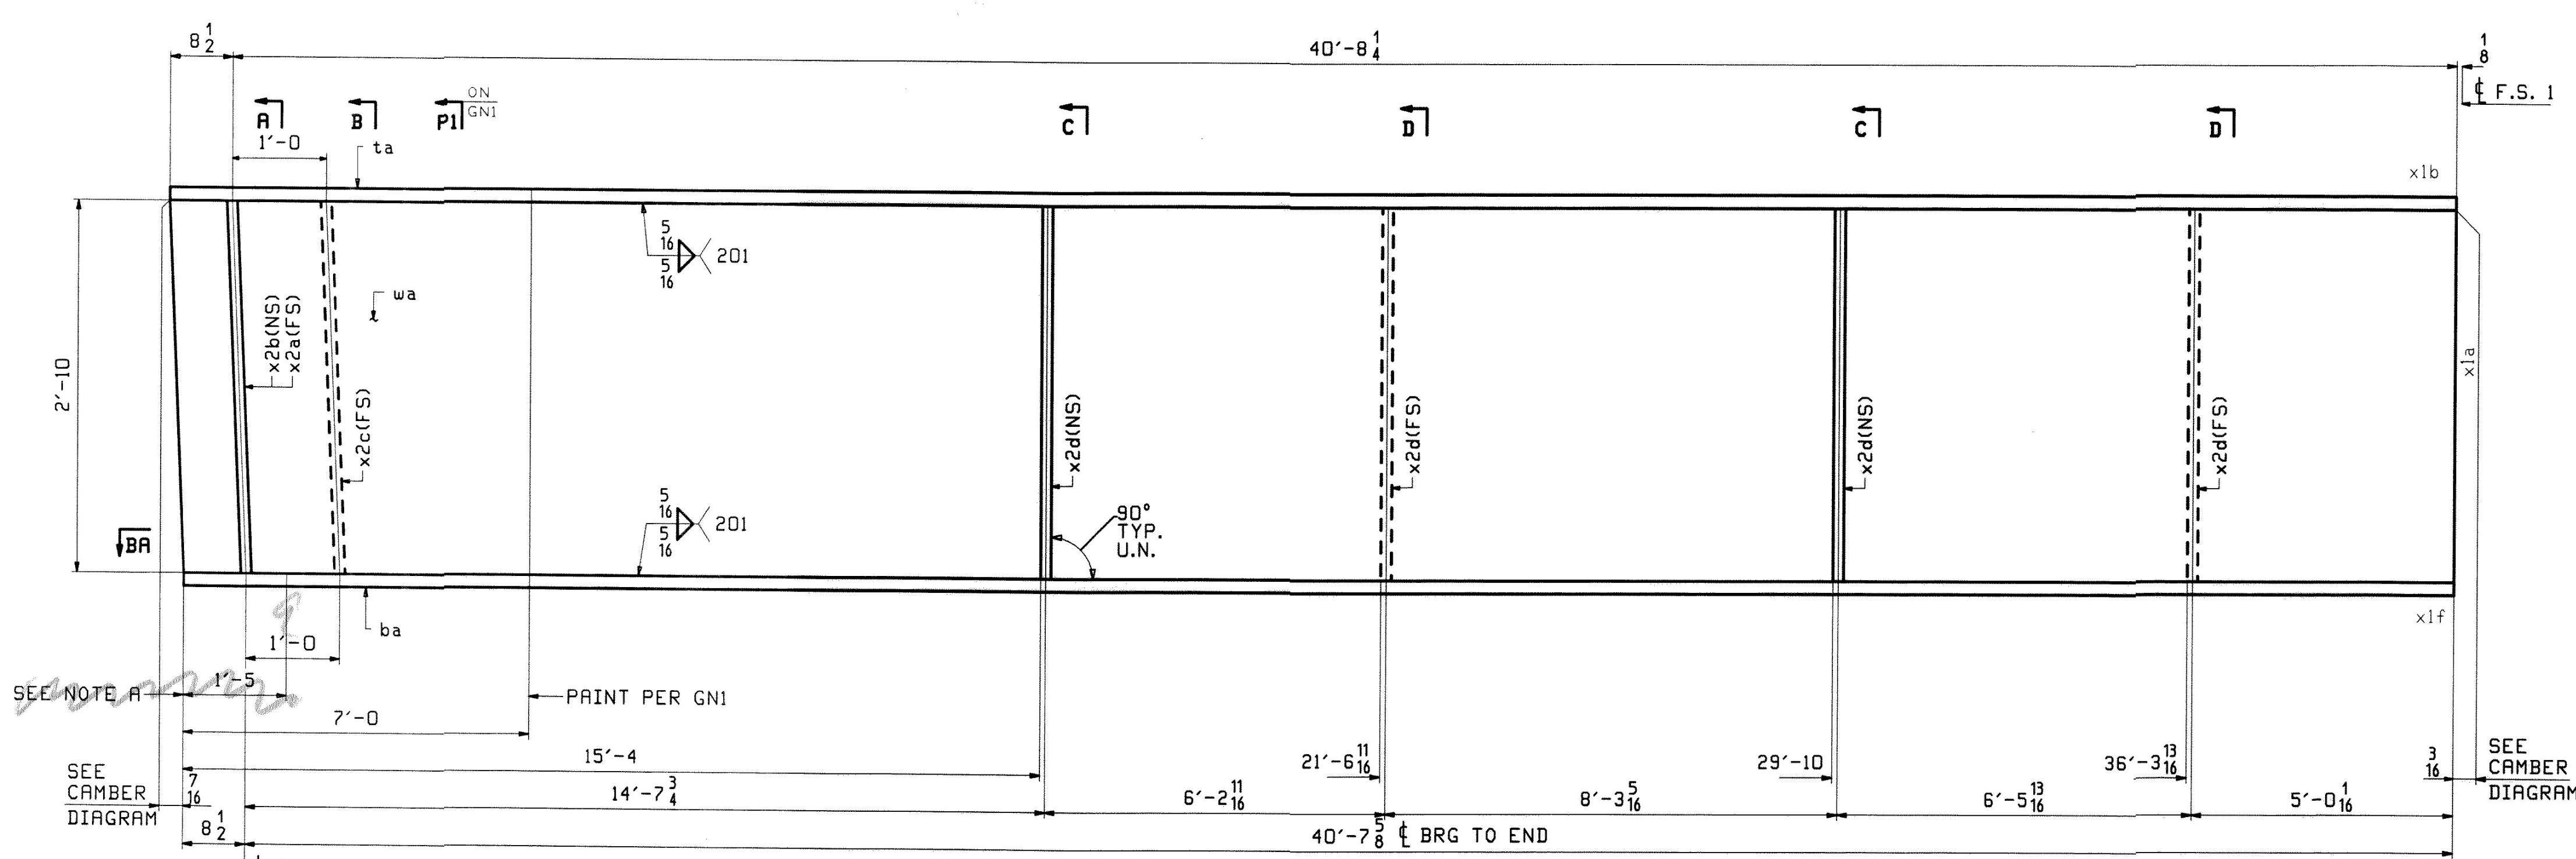 8 1/2
40'-8 1/4
1/8
℄ F.S. 1
A
B
P1
ON
GN1
C
D
C
D
1'-0
ta
x1b
5/16
5/16
201
wa
x2b(NS)
x2a(FS)
x2c(FS)
2'-10
x2d(NS)
x2d(FS)
x2d(NS)
x2d(FS)
x1a
5/16
5/16
201
90°
TYP.
U.N.
BA
ba
x1f
1'-0
SEE NOTE A
1'-5
PAINT PER GN1
7'-0
15'-4
21'-6 11/16
29'-10
36'-3 13/16
3/16
SEE
CAMBER
DIAGRAM
SEE
CAMBER
DIAGRAM
7/16
14'-7 3/4
6'-2 11/16
8'-3 5/16
6'-5 13/16
5'-0 1/16
8 1/2
40'-7 5/8 ℄ BRG TO END